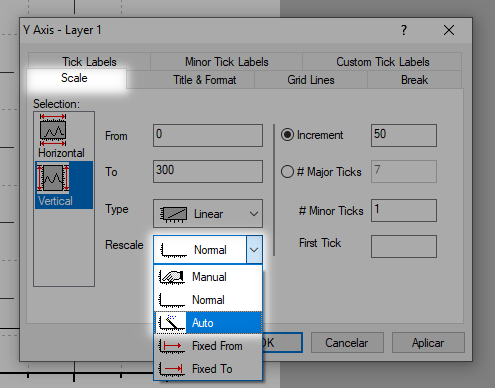 Y Axis - Layer 1
? ×
Tick Labels Minor Tick Labels Custom Tick Labels
Scale Title & Format Grid Lines Break
Selection:
Horizontal
Vertical
From 0
To 300
Type Linear
Rescale Normal
Manual
Normal
Auto
Fixed From
Fixed To
Increment 50
# Major Ticks 7
# Minor Ticks 1
First Tick
OK Cancelar Aplicar